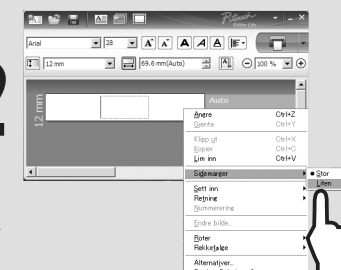 P-touch
Editor Lite
Arial 28 A A A A A
12 mm 69.6 mm(Auto) A 100 %
2
12 mm
Auto
Angre Ctrl+Z
Gjenta Ctrl+Y
Klipp ut Ctrl+X
Kopier Ctrl+C
Lim inn Ctrl+V
Sidemarger
Stor
Liten
Sett inn
Retning
Nummerering
Endre bilde...
Roter
Rekkefølge
Alternativer...